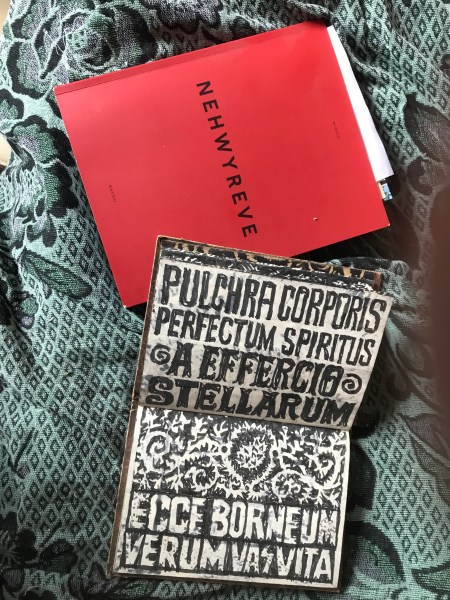 NEHWYREVE
PULCHRA CORPORIS
PERFECTUM SPIRITUS
A EFFERCIO
STELLARUM
ECCE BORNEUM
VERUM VAS VITA